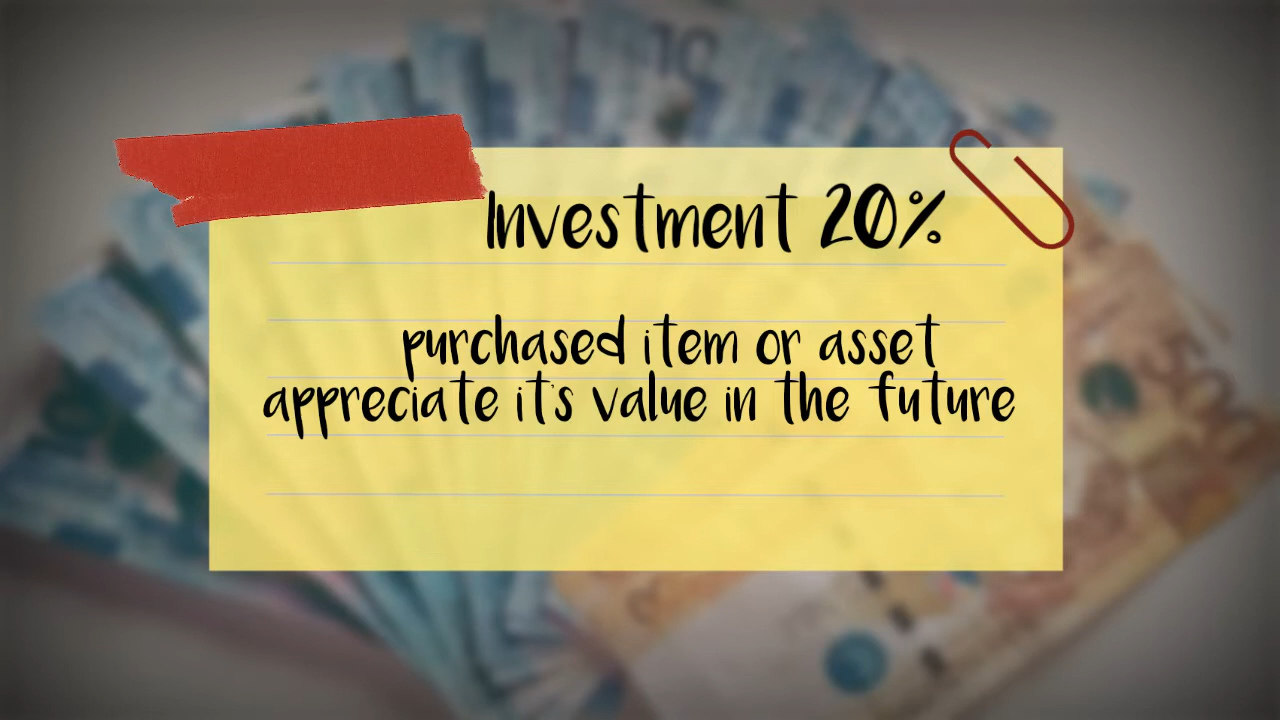 Investment 20%
purchased item or asset
appreciate it's value in the future